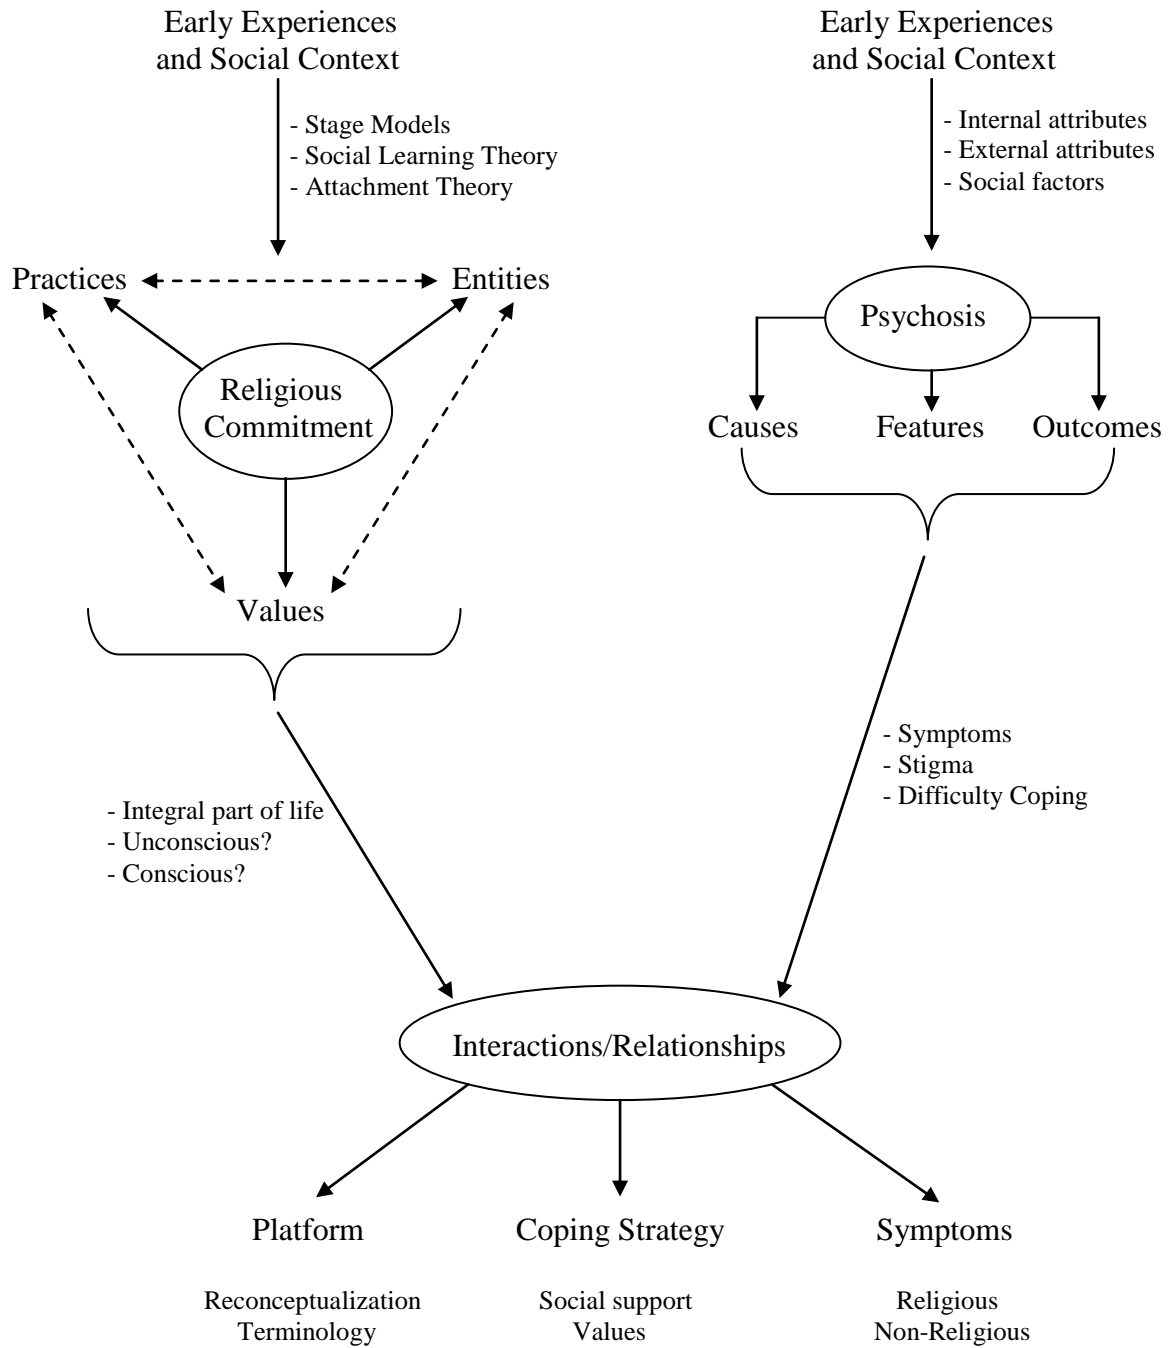 Early Experiences
and Social Context
- Stage Models
- Social Learning Theory
- Attachment Theory
Practices
Entities
Religious
Commitment
Values
- Integral part of life
- Unconscious?
- Conscious?
Early Experiences
and Social Context
- Internal attributes
- External attributes
- Social factors
Psychosis
Causes
Features
Outcomes
- Symptoms
- Stigma
- Difficulty Coping
Interactions/Relationships
Platform
Reconceptualization
Terminology
Coping Strategy
Social support
Values
Symptoms
Religious
Non-Religious